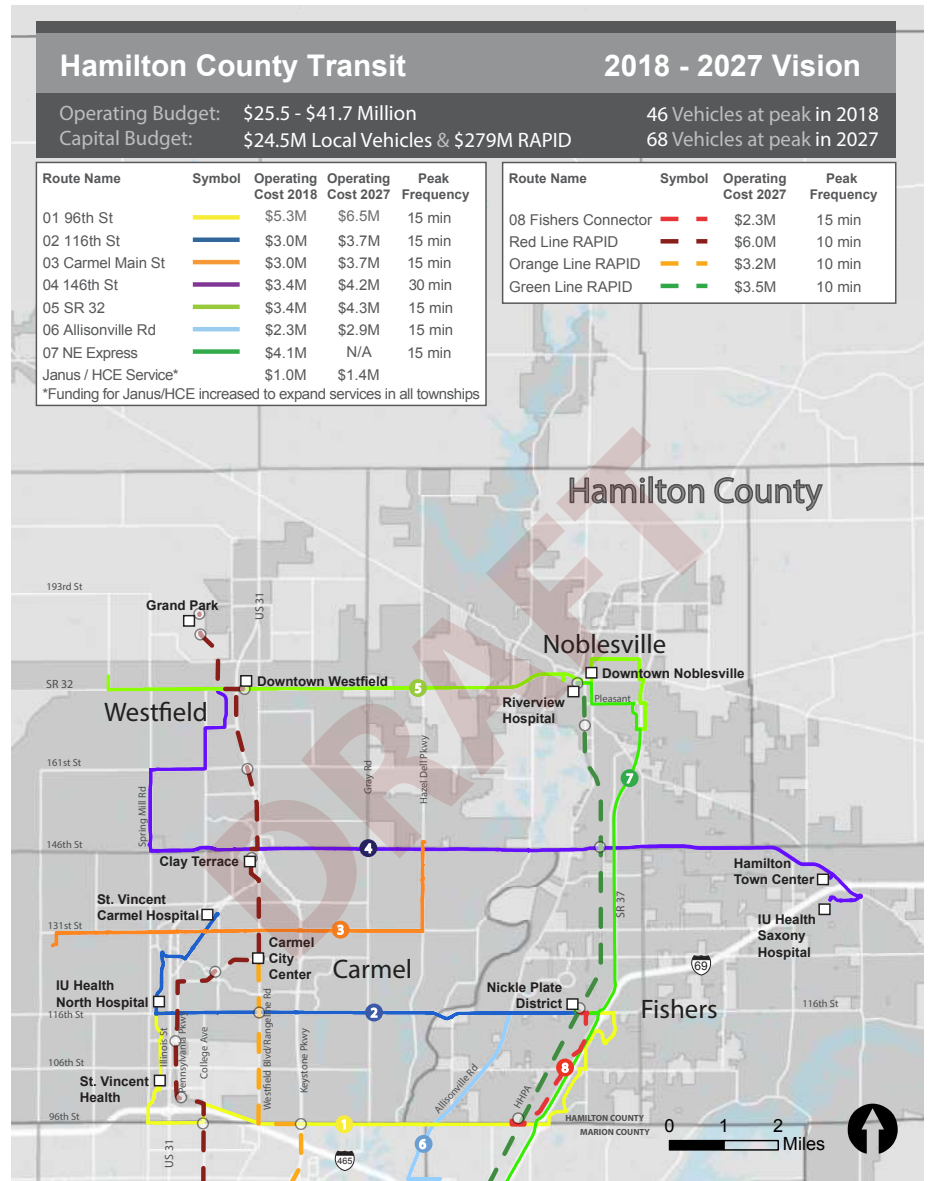 Hamilton County Transit
2018 - 2027 Vision
Operating Budget: $25.5 - $41.7 Million
46 Vehicles at peak in 2018
Capital Budget: $24.5M Local Vehicles & $279M RAPID
68 Vehicles at peak in 2027
Route Name Symbol Operating Cost 2018 Operating Cost 2027 Peak Frequency
01 96th St $5.3M $6.5M 15 min
02 116th St $3.0M $3.7M 15 min
03 Carmel Main St $3.0M $3.7M 15 min
04 146th St $3.4M $4.2M 30 min
05 SR 32 $3.4M $4.3M 15 min
06 Allisonville Rd $2.3M $2.9M 15 min
07 NE Express $4.1M N/A 15 min
Janus / HCE Service* $1.0M $1.4M
*Funding for Janus/HCE increased to expand services in all townships
Route Name Symbol Operating Cost 2027 Peak Frequency
08 Fishers Connector $2.3M 15 min
Red Line RAPID $6.0M 10 min
Orange Line RAPID $3.2M 10 min
Green Line RAPID $3.5M 10 min
Hamilton County
DRAFT
193rd St
Grand Park
US 31
Noblesville
Downtown Noblesville
SR 32
Downtown Westfield
5
Riverview
Hospital
Pleasant
Westfield
161st St
Gray Rd
Hazel Dell Pkwy
7
Spring Mill Rd
146th St
4
Clay Terrace
Hamilton
Town Center
St. Vincent
Carmel Hospital
SR 37
IU Health
Saxony
Hospital
131st St
3
Carmel
City
Center
Carmel
69
IU Health
North Hospital
Nickle Plate
District
Fishers
116th St
2
116th St
Illinois St
Pennsylvania Pkwy
College Ave
Westfield Blvd/Rangeline Rd
Keystone Pkwy
106th St
8
St. Vincent
Health
Allisonville Rd
HHPA
96th St
1
HAMILTON COUNTY
MARION COUNTY
6
US 31
465
0 1 2
Miles